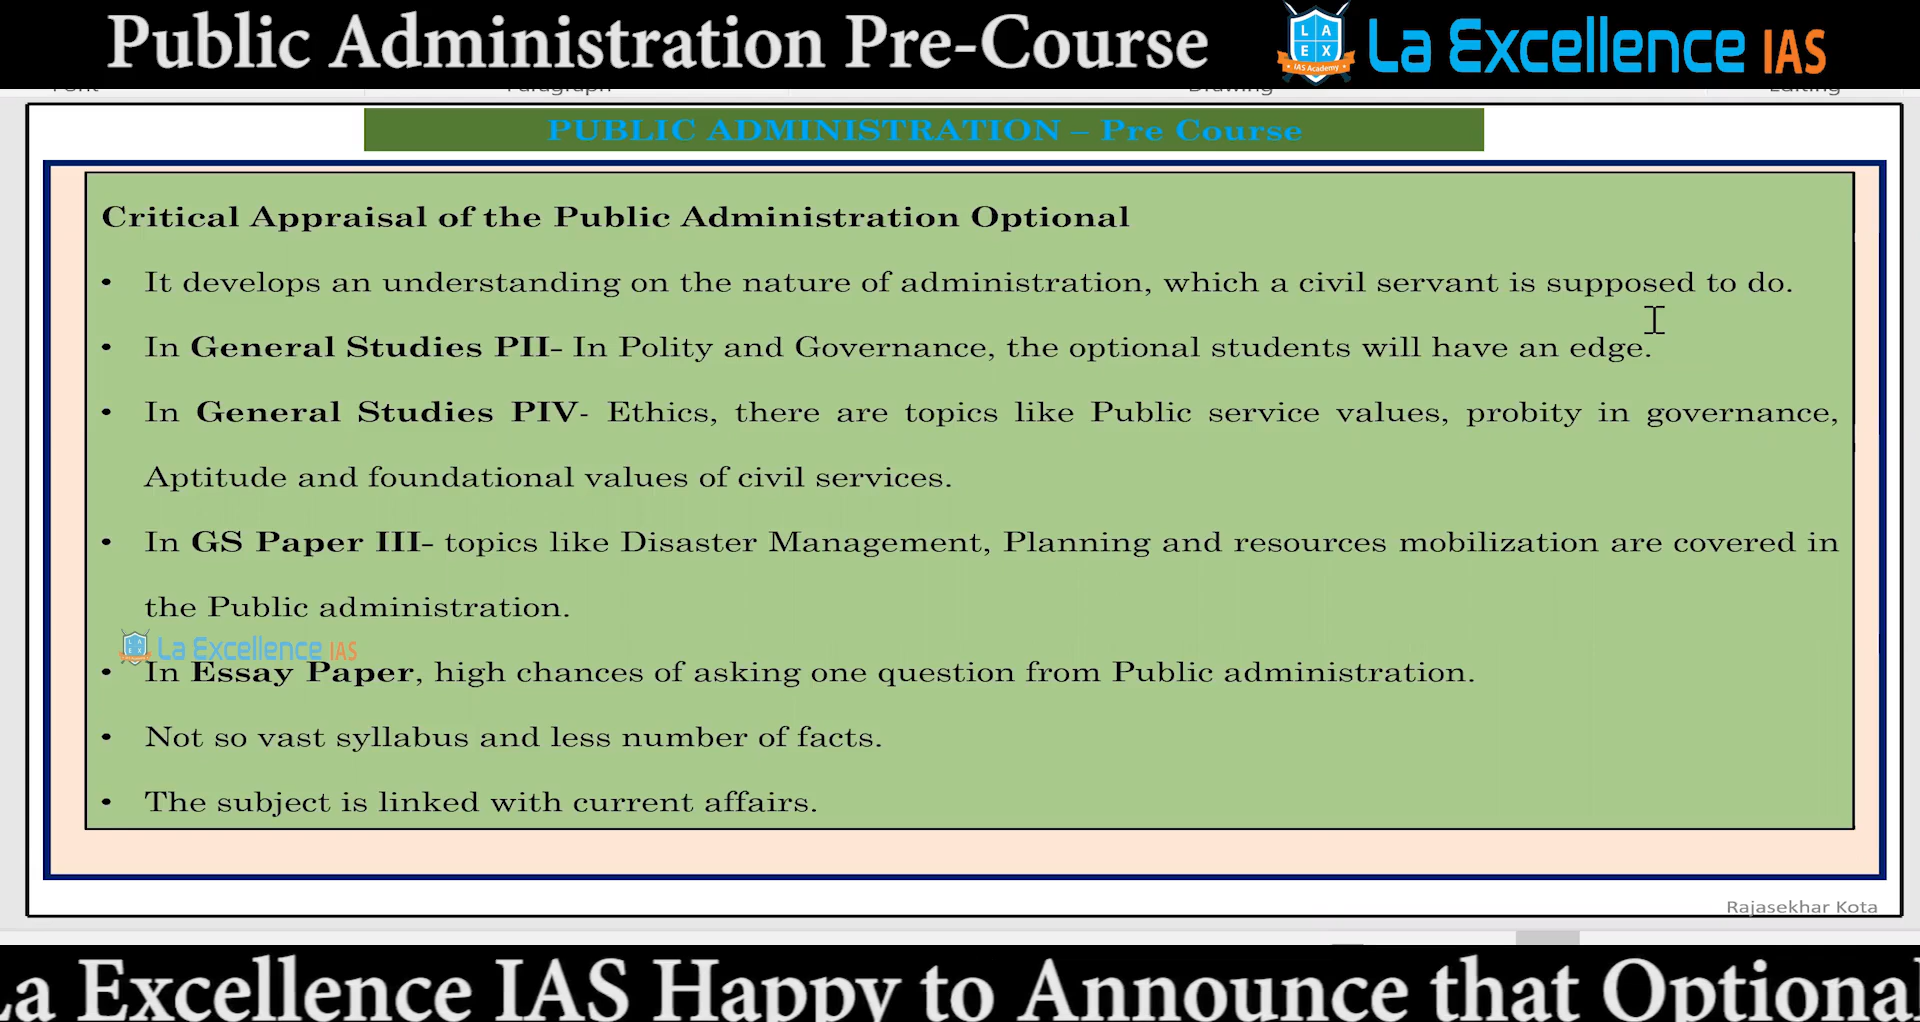 Public Administration Pre-Course
LA
EX
IAS Academy
La Excellence IAS
PUBLIC ADMINISTRATION – Pre Course
Critical Appraisal of the Public Administration Optional
• It develops an understanding on the nature of administration, which a civil servant is supposed to do.
• In General Studies PII- In Polity and Governance, the optional students will have an edge.
• In General Studies PIV- Ethics, there are topics like Public service values, probity in governance,
Aptitude and foundational values of civil services.
• In GS Paper III- topics like Disaster Management, Planning and resources mobilization are covered in
the Public administration.
La Excellence IAS
• In Essay Paper, high chances of asking one question from Public administration.
• Not so vast syllabus and less number of facts.
• The subject is linked with current affairs.
Rajasekhar Kota
La Excellence IAS Happy to Announce that Optional